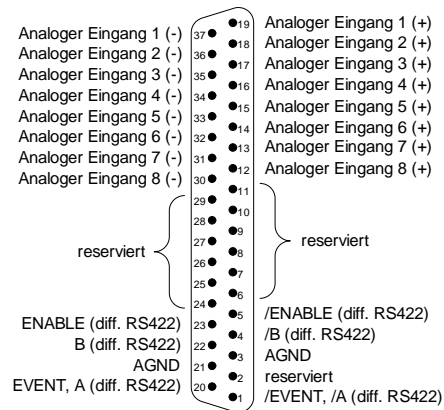 Analoger Eingang 1 (-) 37 19 Analoger Eingang 1 (+)
Analoger Eingang 2 (-) 36 18 Analoger Eingang 2 (+)
Analoger Eingang 3 (-) 35 17 Analoger Eingang 3 (+)
Analoger Eingang 4 (-) 34 16 Analoger Eingang 4 (+)
Analoger Eingang 5 (-) 33 15 Analoger Eingang 5 (+)
Analoger Eingang 6 (-) 32 14 Analoger Eingang 6 (+)
Analoger Eingang 7 (-) 31 13 Analoger Eingang 7 (+)
Analoger Eingang 8 (-) 30 12 Analoger Eingang 8 (+)
29 11
28 10
reserviert 27 9 reserviert
26 8
25 7
24 6
ENABLE (diff. RS422) 23 5 /ENABLE (diff. RS422)
B (diff. RS422) 22 4 /B (diff. RS422)
AGND 21 3 AGND
EVENT, A (diff. RS422) 20 2 reserviert
1 /EVENT, /A (diff. RS422)